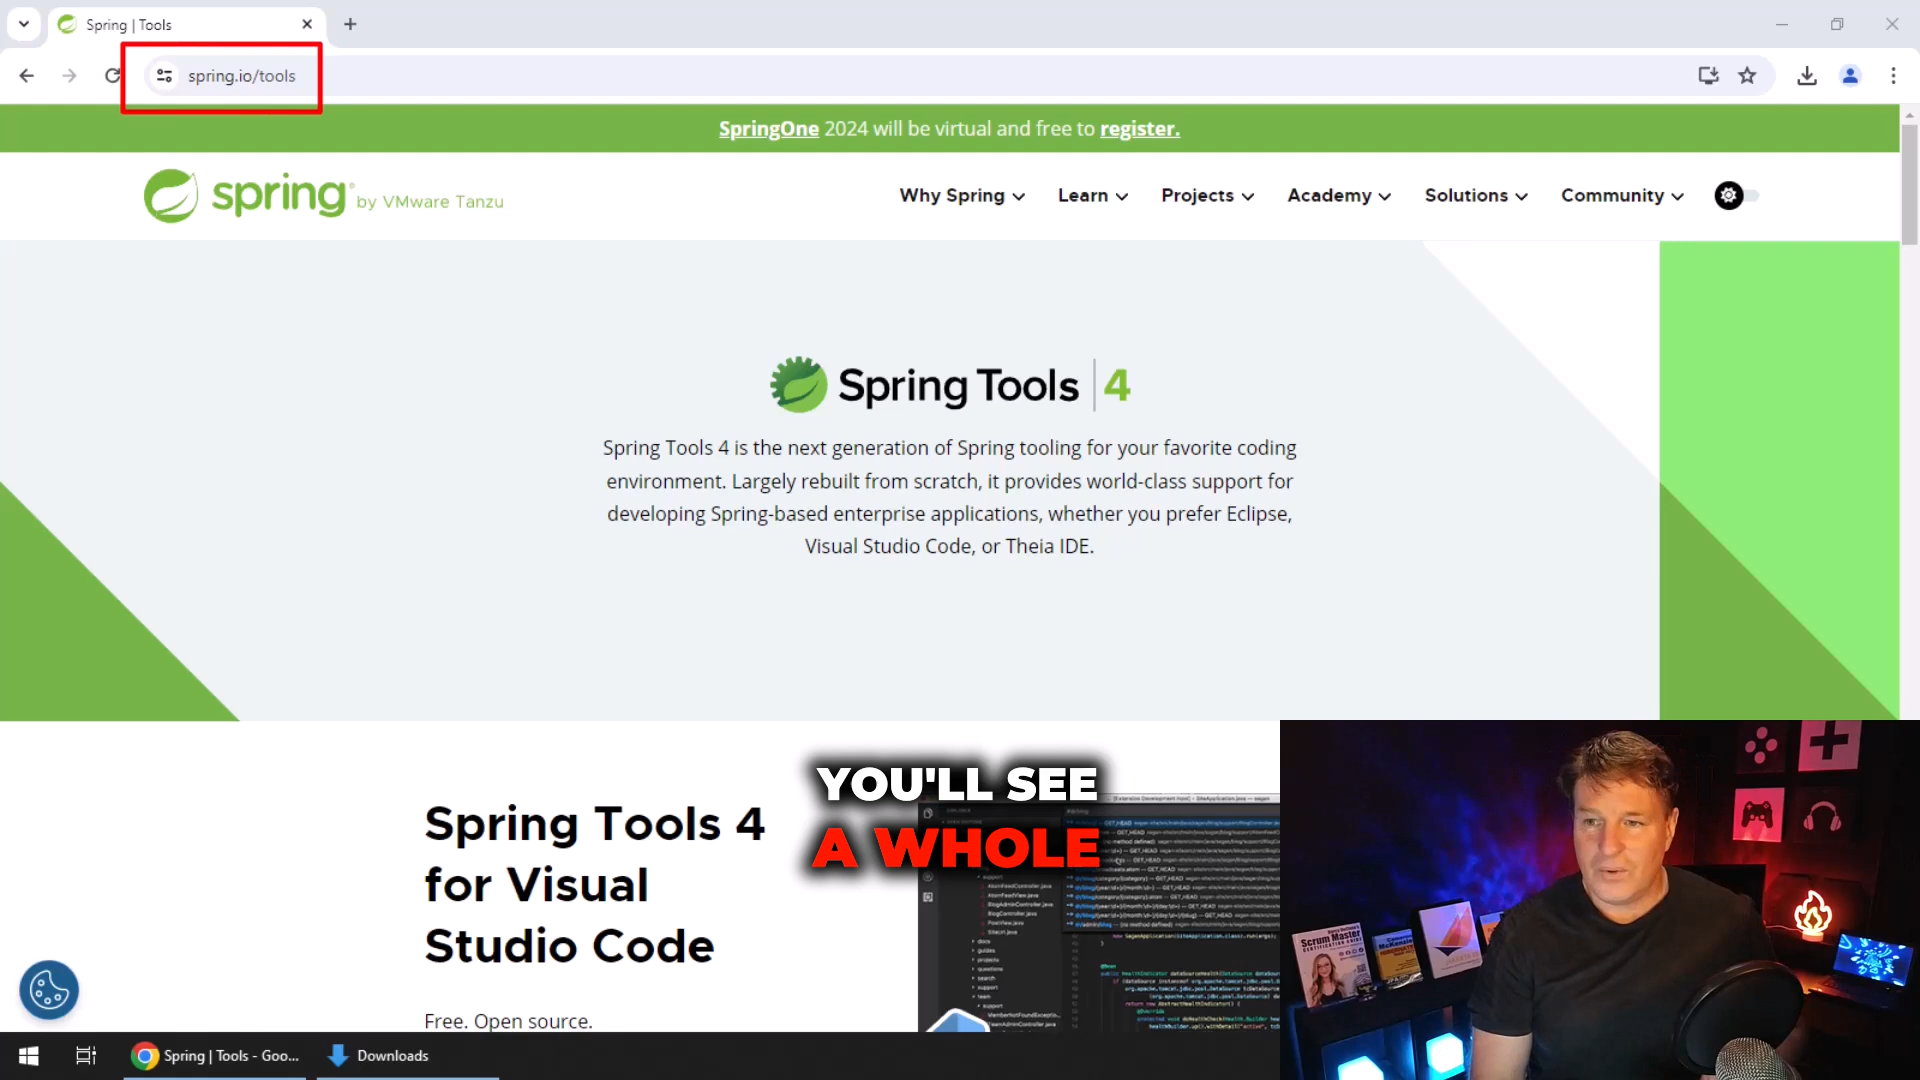 Spring | Tools
spring.io/tools
SpringOne 2024 will be virtual and free to register.
spring by VMware Tanzu
Why Spring Learn Projects Academy Solutions Community
Spring Tools 4
Spring Tools 4 is the next generation of Spring tooling for your favorite coding
environment. Largely rebuilt from scratch, it provides world-class support for
developing Spring-based enterprise applications, whether you prefer Eclipse,
Visual Studio Code, or Theia IDE.
Spring Tools 4
for Visual
Studio Code
Free. Open source.
YOU'LL SEE
A WHOLE
Scrum Master
Spring | Tools - Goo...
Downloads